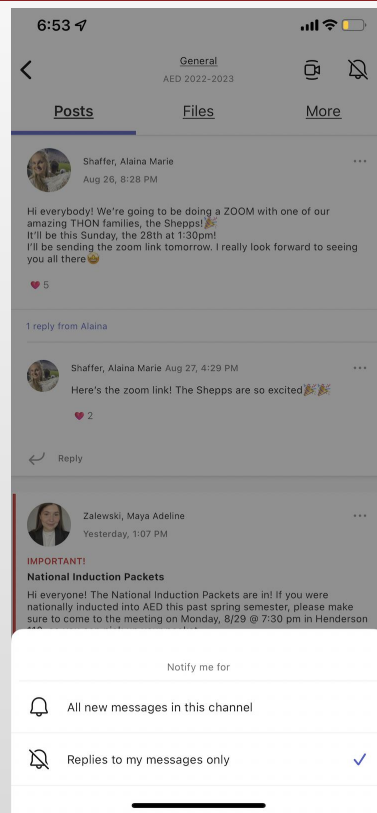 6:53
General
AED 2022-2023
Posts Files More
Shaffer, Alaina Marie
Aug 26, 8:28 PM
Hi everybody! We're going to be doing a ZOOM with one of our
amazing THON families, the Shepps!🎉
It'll be this Sunday, the 28th at 1:30pm!
I'll be sending the zoom link tomorrow. I really look forward to seeing
you all there🤩
5
1 reply from Alaina
Shaffer, Alaina Marie Aug 27, 4:29 PM
Here's the zoom link! The Shepps are so excited🎉🎉
2
Reply
Zalewski, Maya Adeline
Yesterday, 1:07 PM
IMPORTANT!
National Induction Packets
Hi everyone! The National Induction Packets are in! If you were
nationally inducted into AED this past spring semester, please make
sure to come to the meeting on Monday, 8/29 @ 7:30 pm in Henderson
Notify me for
All new messages in this channel
Replies to my messages only